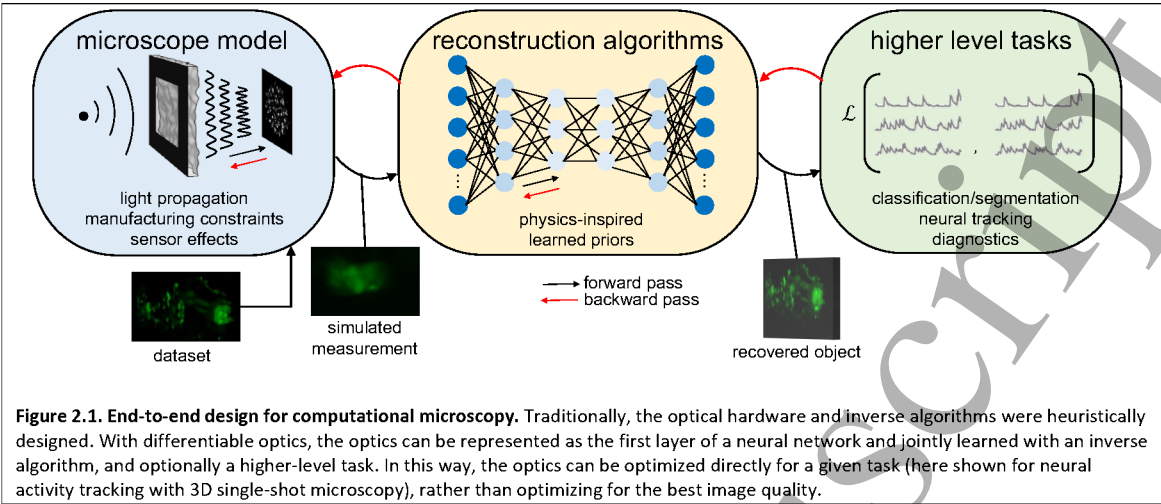 microscope model
reconstruction algorithms
higher level tasks
ℒ
,
light propagation
manufacturing constraints
sensor effects
physics-inspired
learned priors
classification/segmentation
neural tracking
diagnostics
forward pass
backward pass
dataset
simulated
measurement
recovered object
Figure 2.1. End-to-end design for computational microscopy. Traditionally, the optical hardware and inverse algorithms were heuristically
designed. With differentiable optics, the optics can be represented as the first layer of a neural network and jointly learned with an inverse
algorithm, and optionally a higher-level task. In this way, the optics can be optimized directly for a given task (here shown for neural
activity tracking with 3D single-shot microscopy), rather than optimizing for the best image quality.
script